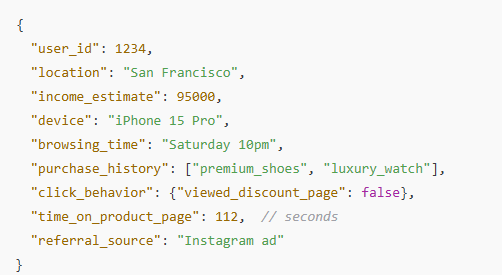 {
"user_id": 1234,
"location": "San Francisco",
"income_estimate": 95000,
"device": "iPhone 15 Pro",
"browsing_time": "Saturday 10pm",
"purchase_history": ["premium_shoes", "luxury_watch"],
"click_behavior": {"viewed_discount_page": false},
"time_on_product_page": 112,  // seconds
"referral_source": "Instagram ad"
}